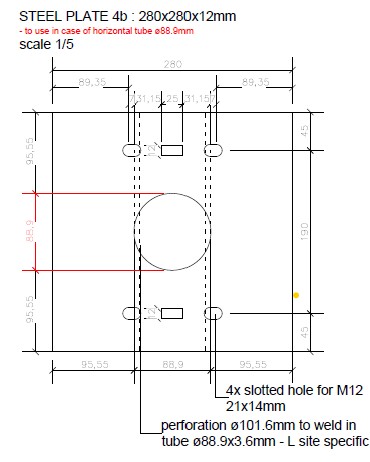 STEEL PLATE 4b : 280x280x12mm
- to use in case of horizontal tube ø88.9mm
scale 1/5
280
89,35
89,35
7
31,15
25
31,15
7
45
95,55
12
88,9
190
95,55
12
45
95,55
88,9
95,55
4x slotted hole for M12
21x14mm
perforation ø101.6mm to weld in
tube ø88.9x3.6mm - L site specific